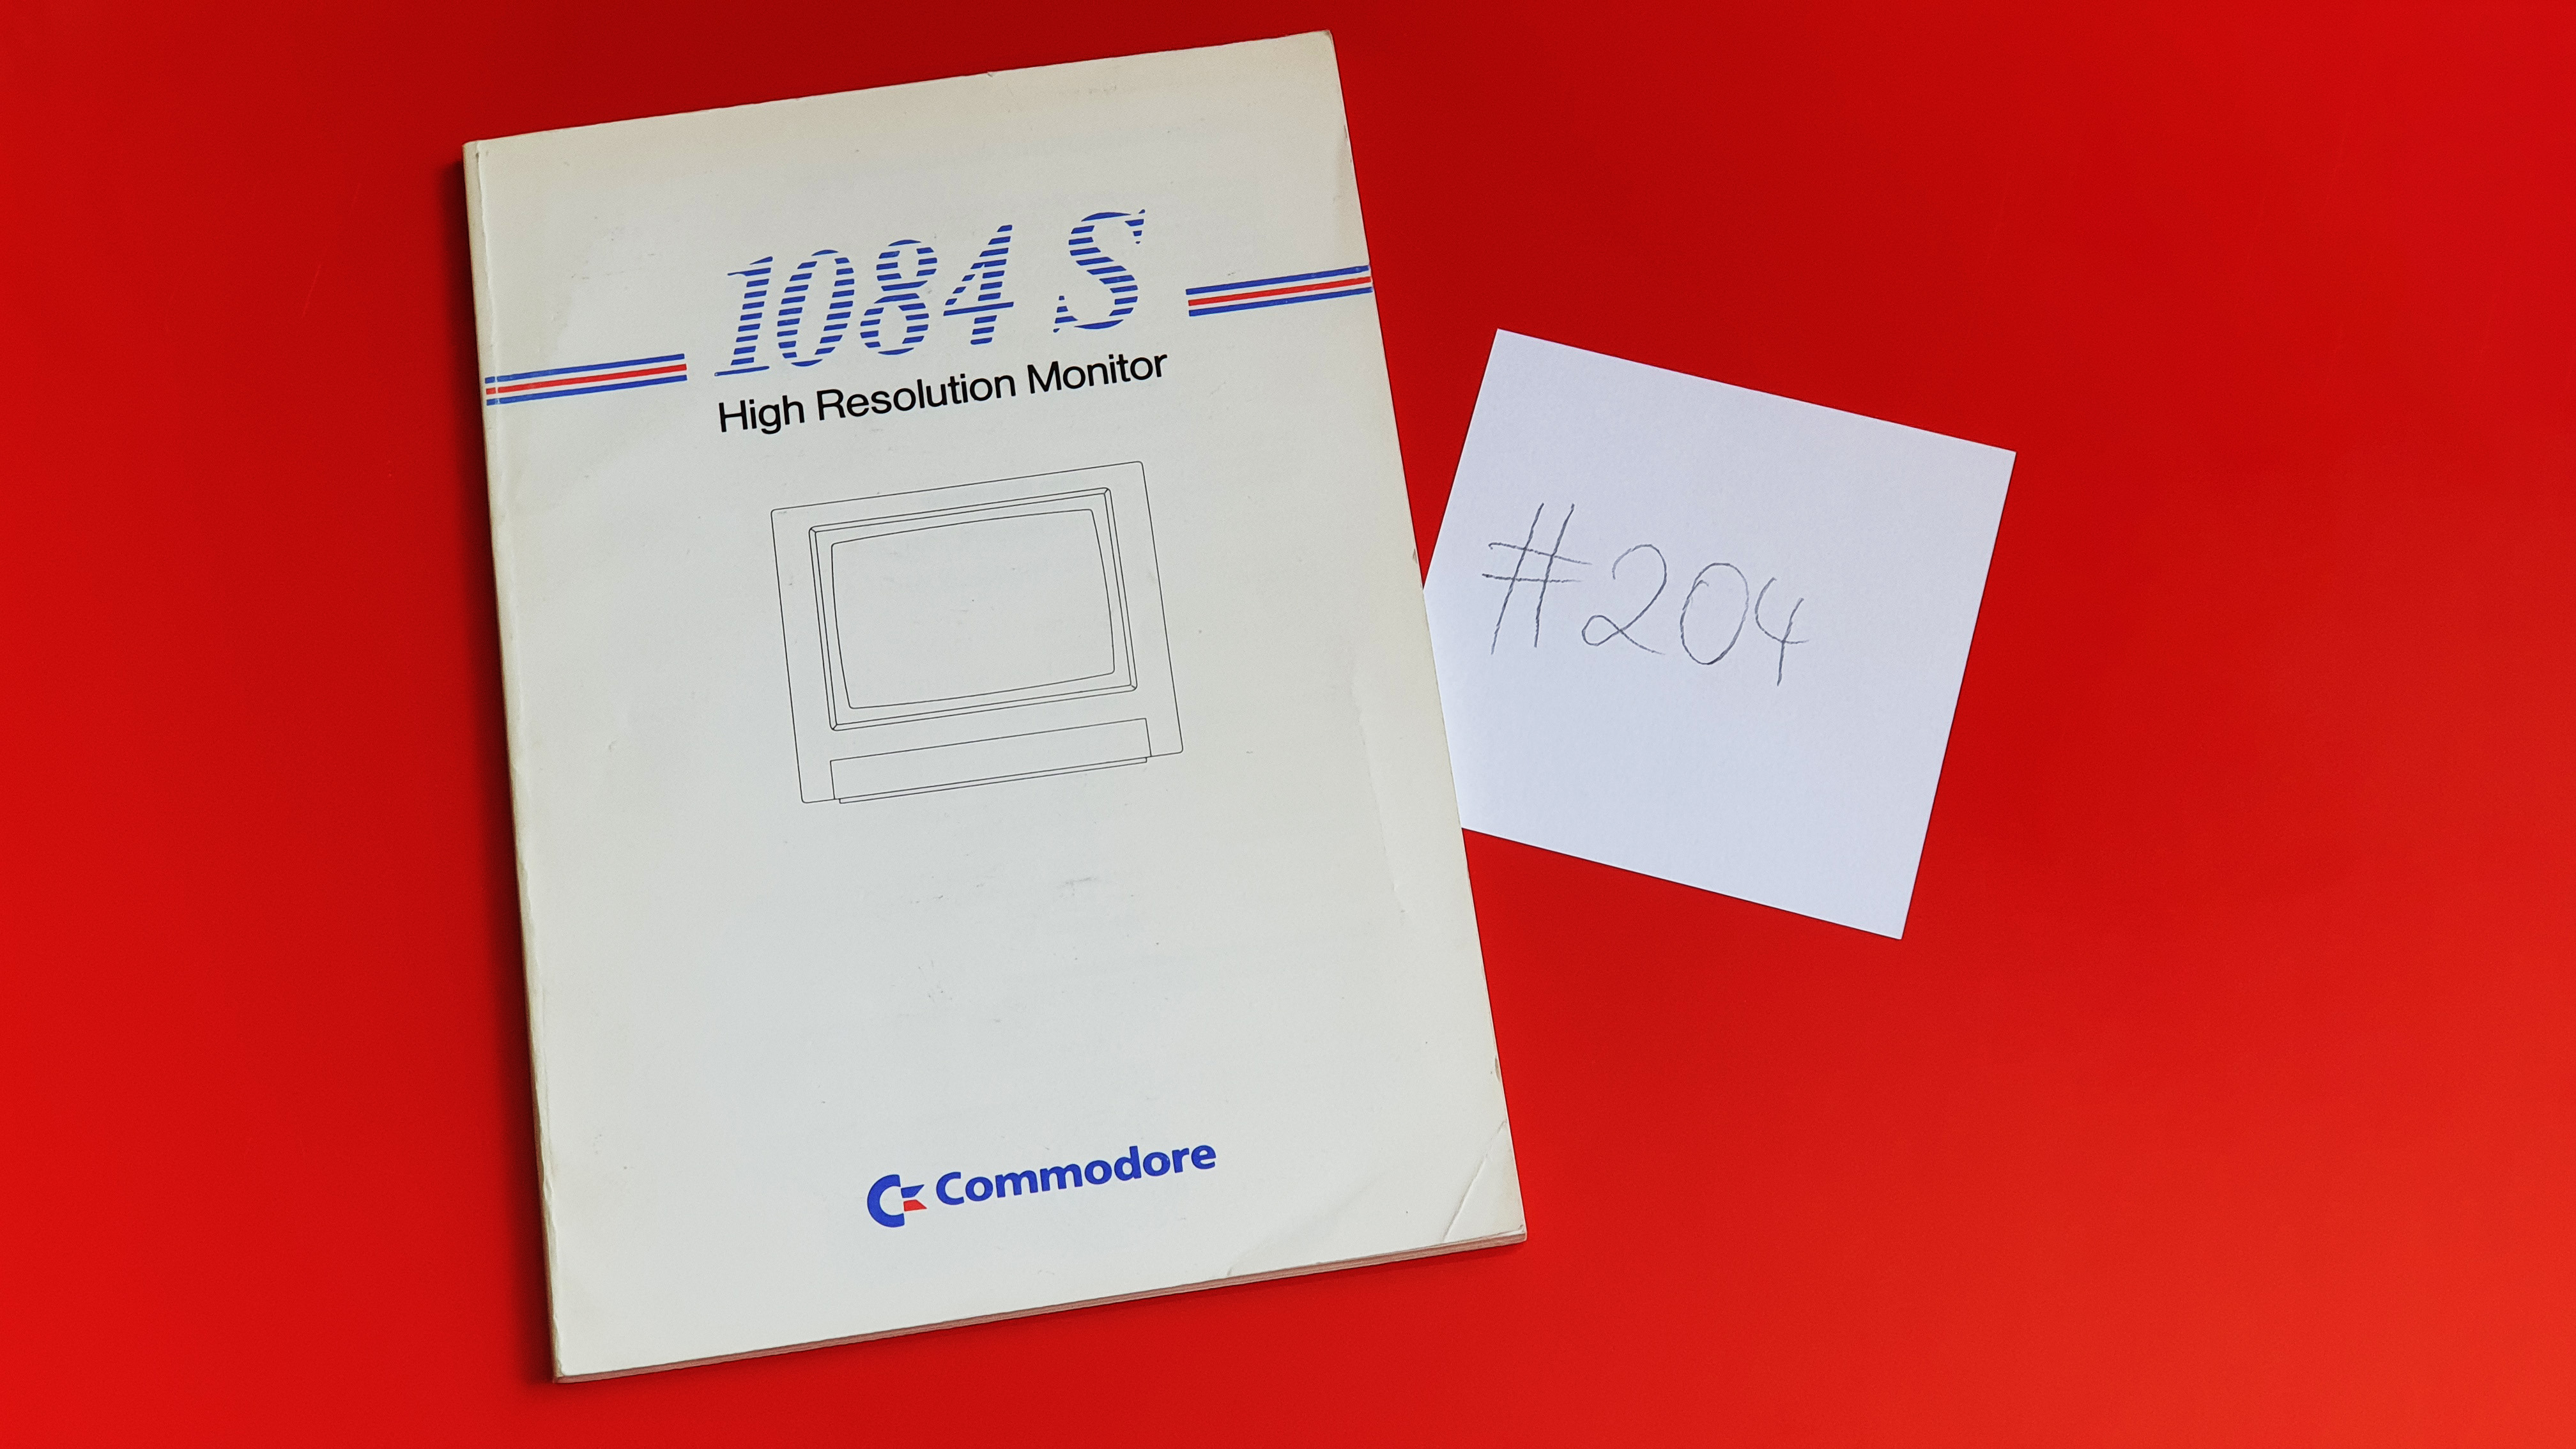 1084 S
High Resolution Monitor
#204
Commodore